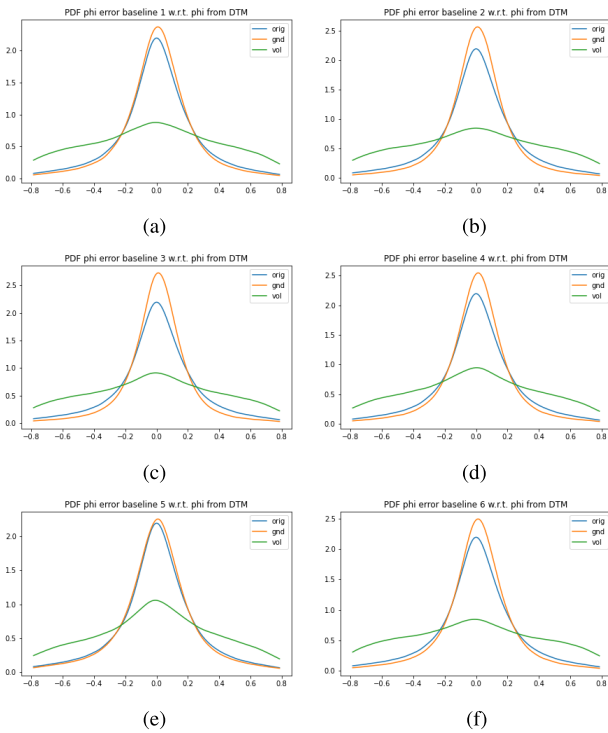 PDF phi error baseline 1 w.r.t. phi from DTM
orig
gnd
vol
2.0
1.5
1.0
0.5
0.0
−0.8 −0.6 −0.4 −0.2 0.0 0.2 0.4 0.6 0.8
(a)
PDF phi error baseline 2 w.r.t. phi from DTM
orig
gnd
vol
2.5
2.0
1.5
1.0
0.5
0.0
−0.8 −0.6 −0.4 −0.2 0.0 0.2 0.4 0.6 0.8
(b)
PDF phi error baseline 3 w.r.t. phi from DTM
orig
gnd
vol
2.5
2.0
1.5
1.0
0.5
0.0
−0.8 −0.6 −0.4 −0.2 0.0 0.2 0.4 0.6 0.8
(c)
PDF phi error baseline 4 w.r.t. phi from DTM
orig
gnd
vol
2.5
2.0
1.5
1.0
0.5
0.0
−0.8 −0.6 −0.4 −0.2 0.0 0.2 0.4 0.6 0.8
(d)
PDF phi error baseline 5 w.r.t. phi from DTM
orig
gnd
vol
2.0
1.5
1.0
0.5
0.0
−0.8 −0.6 −0.4 −0.2 0.0 0.2 0.4 0.6 0.8
(e)
PDF phi error baseline 6 w.r.t. phi from DTM
orig
gnd
vol
2.5
2.0
1.5
1.0
0.5
0.0
−0.8 −0.6 −0.4 −0.2 0.0 0.2 0.4 0.6 0.8
(f)